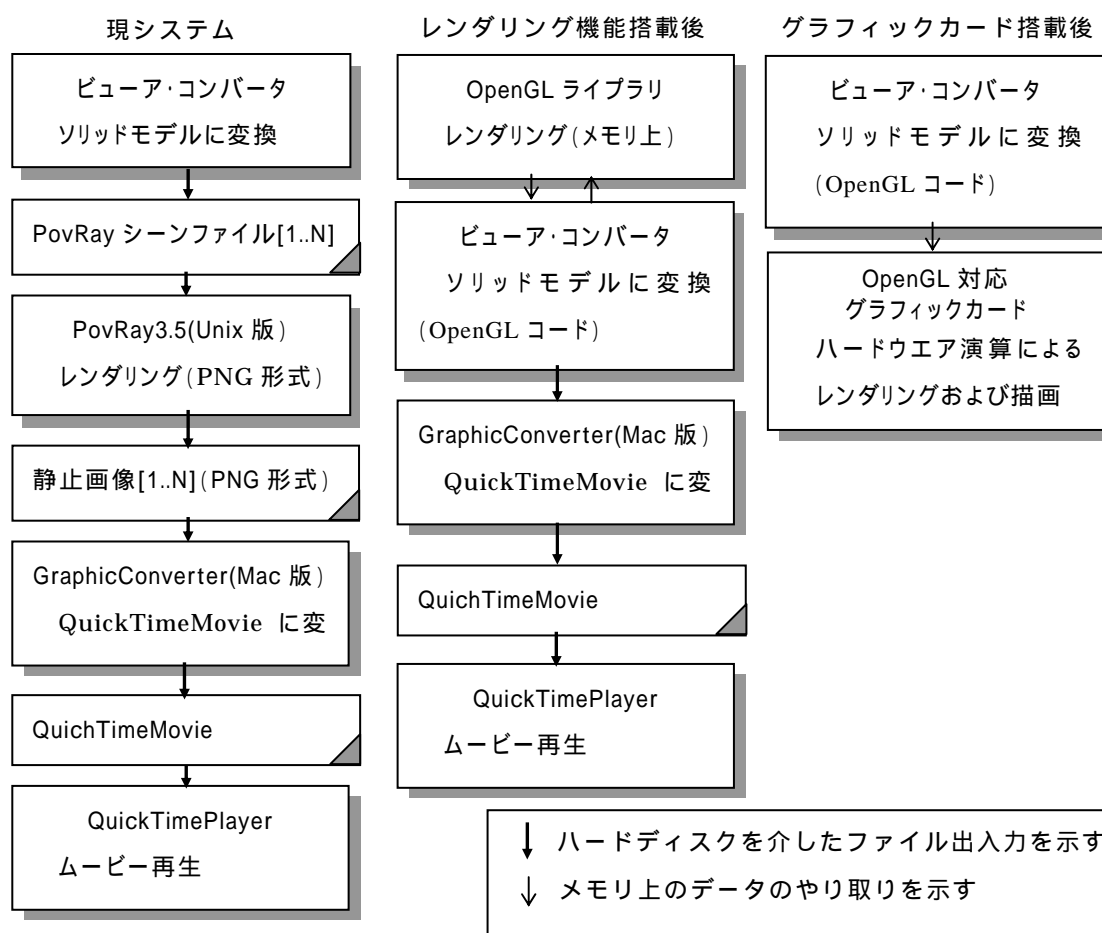 現システム
ビューア・コンバータ
ソリッドモデルに変換
PovRay シーンファイル[1..N]
PovRay3.5(Unix 版)
レンダリング(PNG 形式)
静止画像[1..N](PNG 形式)
GraphicConverter(Mac 版)
QuickTimeMovie に変
QuichTimeMovie
QuickTimePlayer
ムービー再生
レンダリング機能搭載後
OpenGL ライブラリ
レンダリング(メモリ上)
ビューア・コンバータ
ソリッドモデルに変換
(OpenGL コード)
GraphicConverter(Mac 版)
QuickTimeMovie に変
QuichTimeMovie
QuickTimePlayer
ムービー再生
グラフィックカード搭載後
ビューア・コンバータ
ソリッドモデルに変換
(OpenGL コード)
OpenGL 対応
グラフィックカード
ハードウエア演算による
レンダリングおよび描画
ハードディスクを介したファイル出入力を示す
メモリ上のデータのやり取りを示す